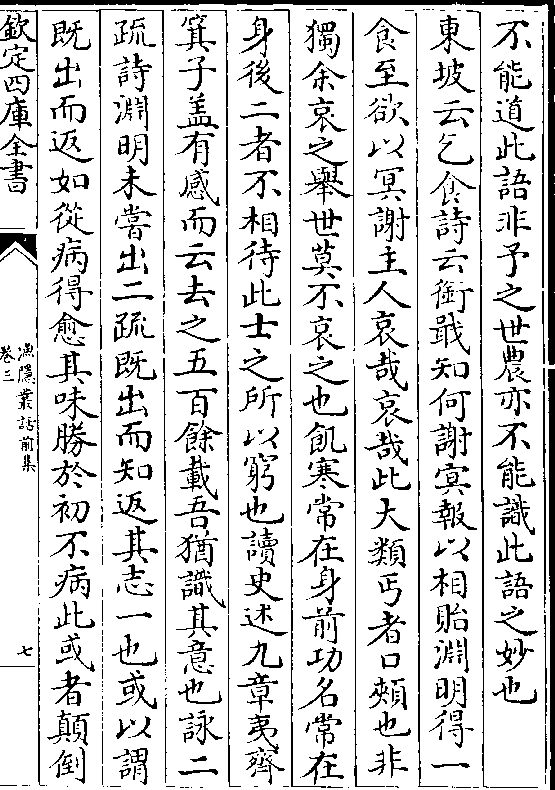 不能道此語非予之世農亦不能識此語之妙也
東坡云乞食詩云銜戢知何謝㝠報以相貽淵明得一
食至欲以冥謝主人哀哉哀哉此大類丐者口頰也非
獨余哀之舉世莫不哀之也飢寒常在身前功名常在
身後二者不相待此士之所以窮也讀史述九章夷齊
箕子盖有感而云去之五百餘載吾猶識其意也詠二
疏詩淵明未嘗出二疏既出而知返其志一也或以謂
既出而返如從病得愈其味勝於初不病此或者顛倒
欽定四庫全書
漁隱叢話前集
卷三
七